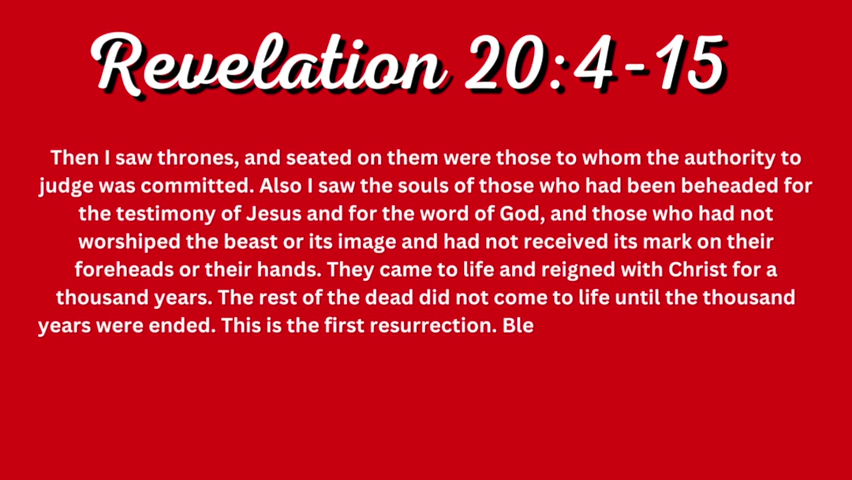 Revelation 20:4-15
Then I saw thrones, and seated on them were those to whom the authority to
judge was committed. Also I saw the souls of those who had been beheaded for
the testimony of Jesus and for the word of God, and those who had not
worshiped the beast or its image and had not received its mark on their
foreheads or their hands. They came to life and reigned with Christ for a
thousand years. The rest of the dead did not come to life until the thousand
years were ended. This is the first resurrection. Ble